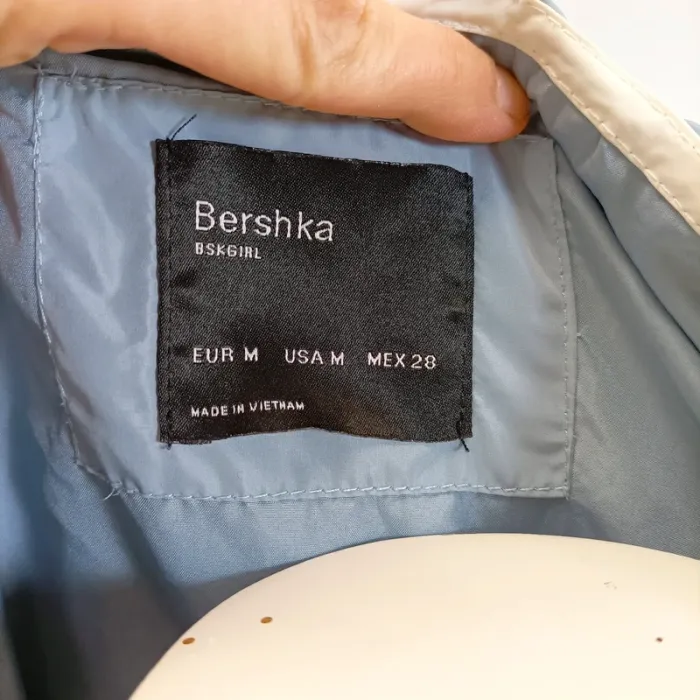 Bershka
BSKGIRL
EUR M USA M MEX 28
MADE IN VIETNAM